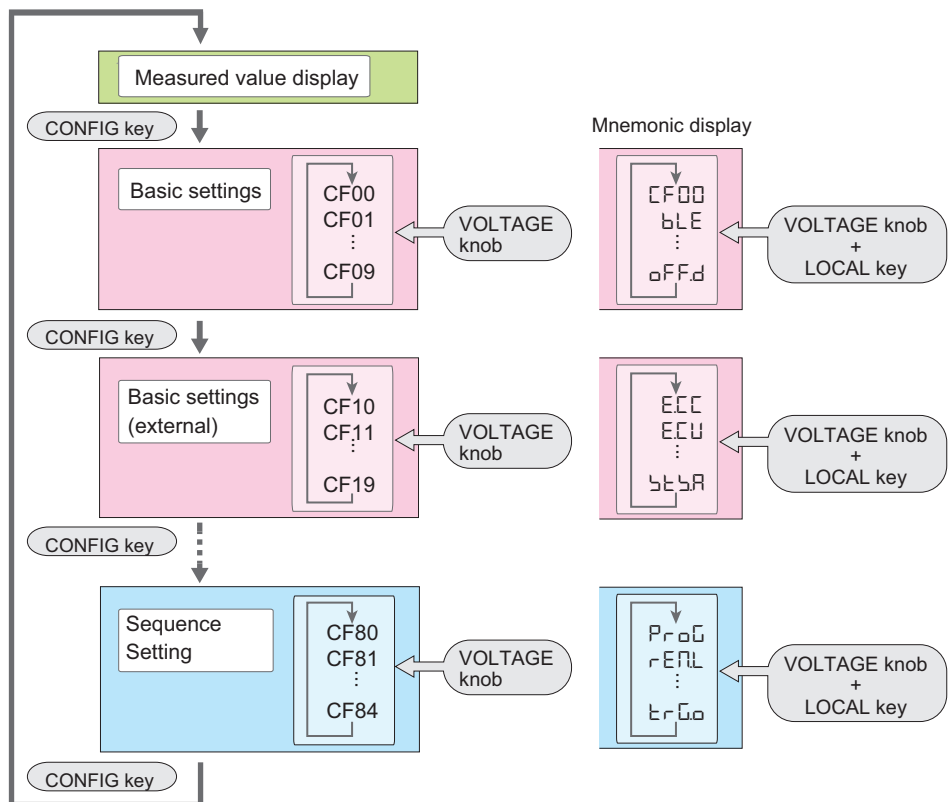 Measured value display
CONFIG key
Mnemonic display
Basic settings
CF00
CF01
⋮
CF09
VOLTAGE
knob
CF00
bLE
⋮
oFF.d
VOLTAGE knob
+
LOCAL key
CONFIG key
Basic settings
(external)
CF10
CF11
⋮
CF19
VOLTAGE
knob
E.CC
E.CU
⋮
StS.A
VOLTAGE knob
+
LOCAL key
CONFIG key
Sequence
Setting
CF80
CF81
⋮
CF84
VOLTAGE
knob
ProG
rEM.L
⋮
trG.o
VOLTAGE knob
+
LOCAL key
CONFIG key